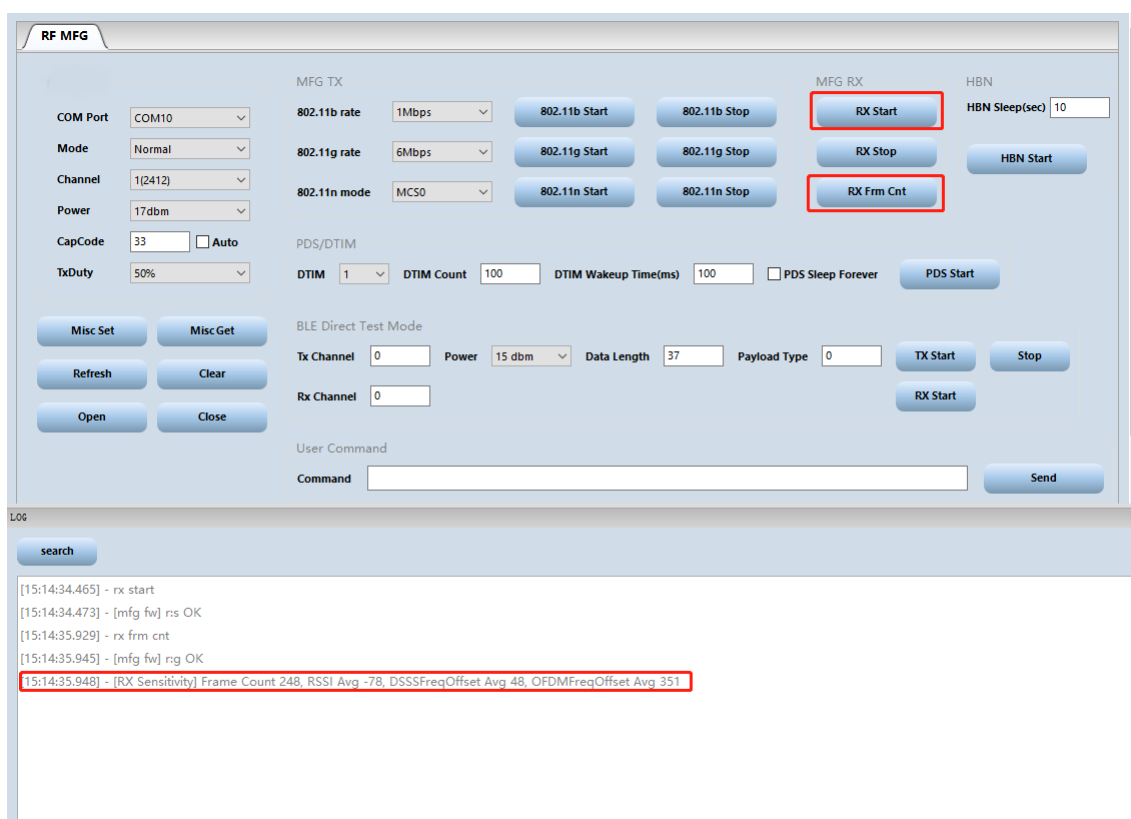 RF MFG
MFG TX MFG RX HBN
COM Port COM10 802.11b rate 1Mbps 802.11b Start 802.11b Stop RX Start HBN Sleep(sec) 10
Mode Normal 802.11g rate 6Mbps 802.11g Start 802.11g Stop RX Stop HBN Start
Channel 1(2412) 802.11n mode MCS0 802.11n Start 802.11n Stop RX Frm Cnt
Power 17dbm
CapCode 33 Auto PDS/DTIM
TxDuty 50% DTIM 1 DTIM Count 100 DTIM Wakeup Time(ms) 100 PDS Sleep Forever PDS Start
Misc Set Misc Get BLE Direct Test Mode
Tx Channel 0 Power 15 dbm Data Length 37 Payload Type 0 TX Start Stop
Refresh Clear
Rx Channel 0 RX Start
Open Close
User Command
Command Send
LOG
search
[15:14:34.465] - rx start
[15:14:34.473] - [mfg fw] r:s OK
[15:14:35.929] - rx frm cnt
[15:14:35.945] - [mfg fw] r:g OK
[15:14:35.948] - [RX Sensitivity] Frame Count 248, RSSI Avg -78, DSSSFreqOffset Avg 48, OFDMFreqOffset Avg 351